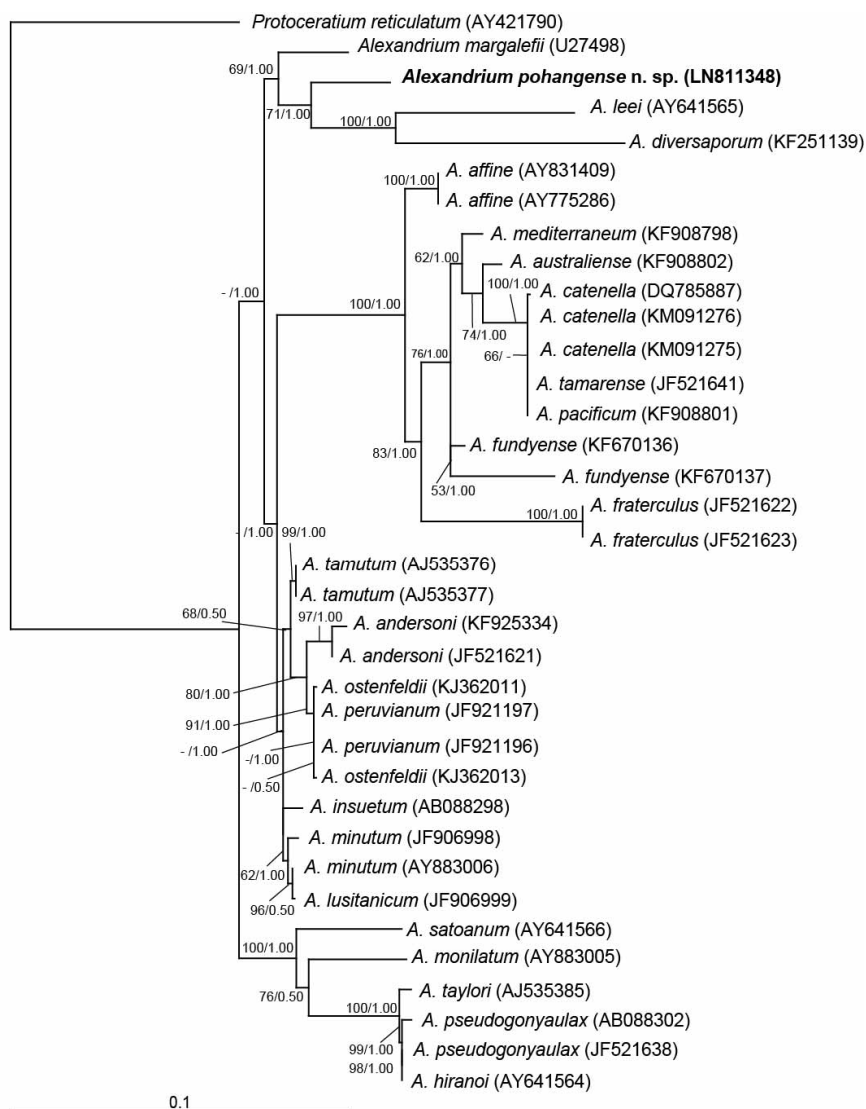 Protoceratium reticulatum (AY421790)
Alexandrium margalefii (U27498)
69/1.00
Alexandrium pohangense n. sp. (LN811348)
71/1.00
A. leei (AY641565)
100/1.00
A. diversaporum (KF251139)
A. affine (AY831409)
100/1.00
A. affine (AY775286)
A. mediterraneum (KF908798)
62/1.00
A. australiense (KF908802)
100/1.00
A. catenella (DQ785887)
- /1.00
100/1.00
A. catenella (KM091276)
74/1.00
A. catenella (KM091275)
76/1.00
66/ -
A. tamarense (JF521641)
A. pacificum (KF908801)
A. fundyense (KF670136)
83/1.00
A. fundyense (KF670137)
53/1.00
A. fraterculus (JF521622)
100/1.00
- /1.00
99/1.00
A. fraterculus (JF521623)
A. tamutum (AJ535376)
A. tamutum (AJ535377)
68/0.50
97/1.00
A. andersoni (KF925334)
A. andersoni (JF521621)
80/1.00
A. ostenfeldii (KJ362011)
91/1.00
A. peruvianum (JF921197)
- /1.00
-/1.00
A. peruvianum (JF921196)
- /0.50
A. ostenfeldii (KJ362013)
A. insuetum (AB088298)
A. minutum (JF906998)
62/1.00
A. minutum (AY883006)
96/0.50
A. lusitanicum (JF906999)
A. satoanum (AY641566)
100/1.00
A. monilatum (AY883005)
76/0.50
A. taylori (AJ535385)
100/1.00
A. pseudogonyaulax (AB088302)
99/1.00
A. pseudogonyaulax (JF521638)
98/1.00
A. hiranoi (AY641564)
0.1